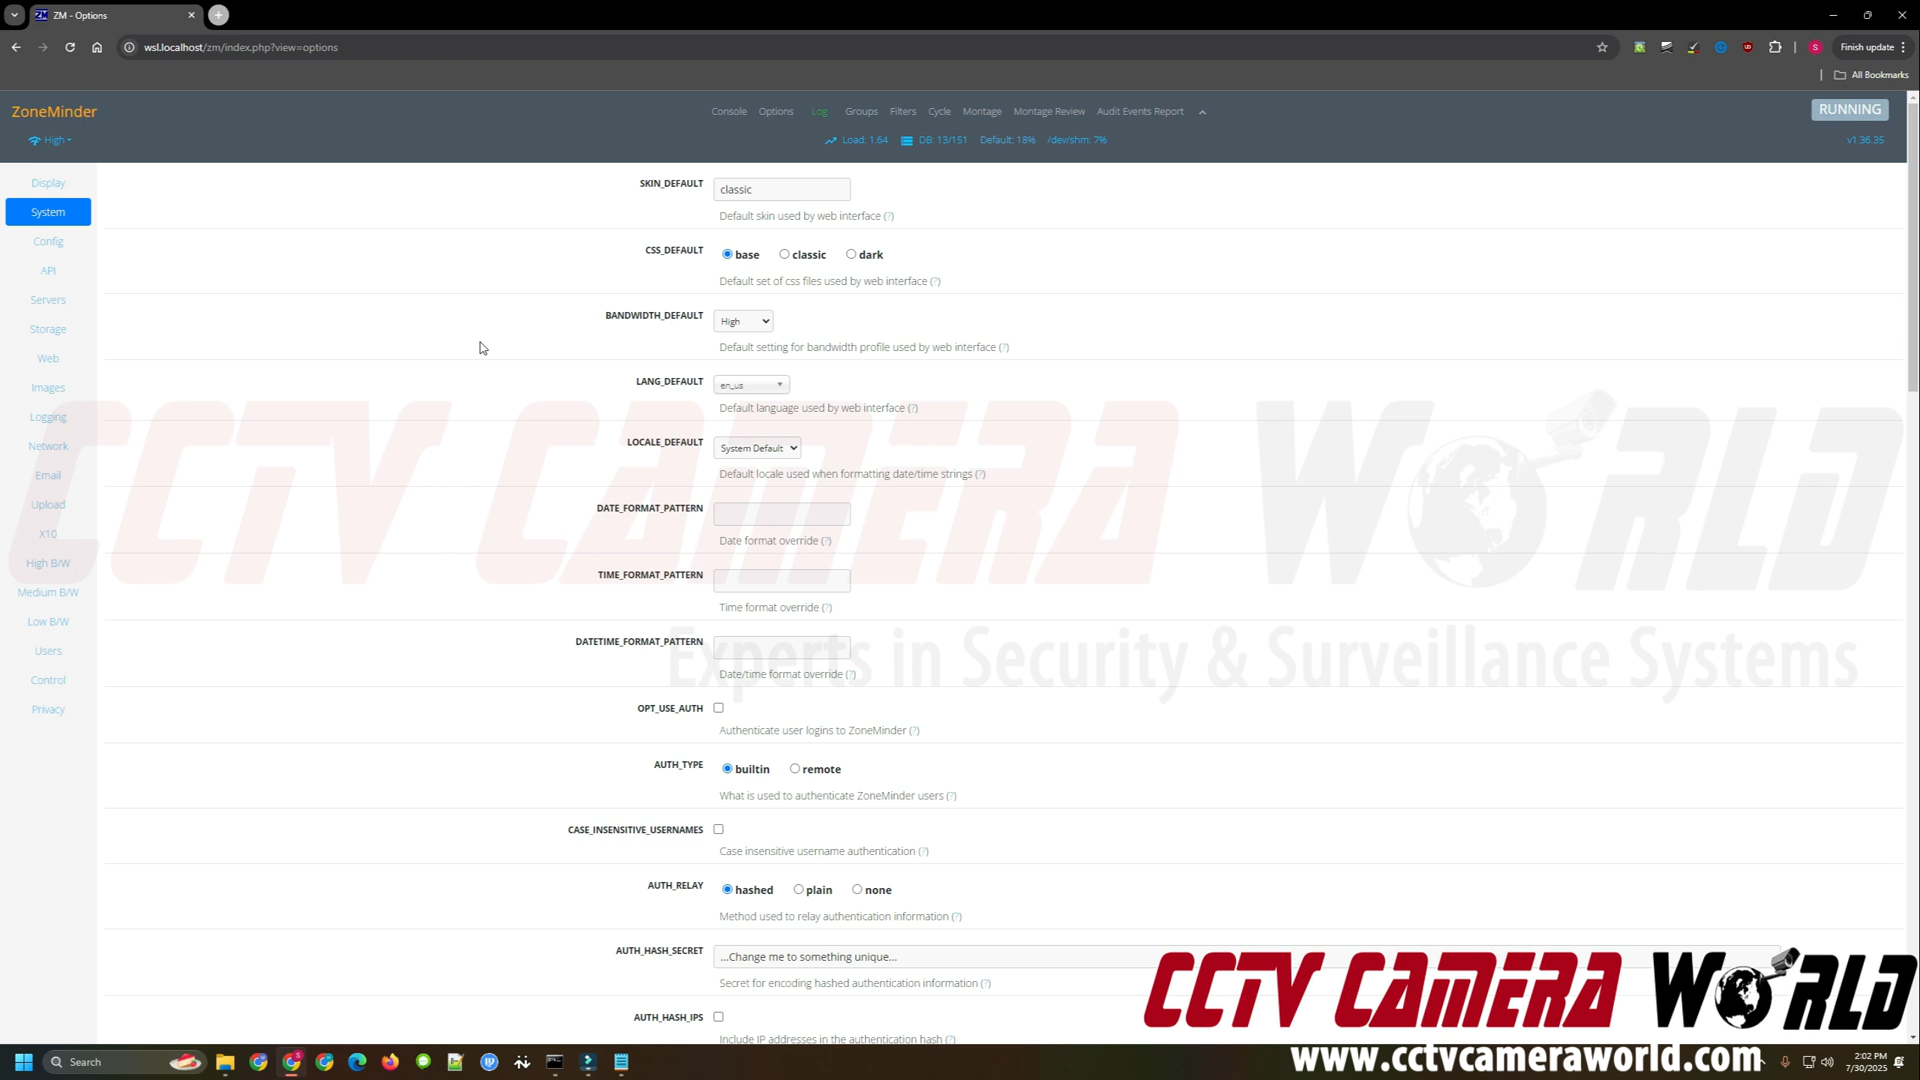 ZM - Options
wsl.localhost/zm/index.php?view=options
S
Finish update
All Bookmarks
ZoneMinder
Console Options Log Groups Filters Cycle Montage Montage Review Audit Events Report
RUNNING
High
Load: 1.64 DB: 13/151 Default: 18% /dev/shm: 7%
v1.36.35
Display
System
Config
API
Servers
Storage
Web
Images
Logging
Network
Email
Upload
X10
High B/W
Medium B/W
Low B/W
Users
Control
Privacy
SKIN_DEFAULT classic
Default skin used by web interface (?)
CSS_DEFAULT base classic dark
Default set of css files used by web interface (?)
BANDWIDTH_DEFAULT High
Default setting for bandwidth profile used by web interface (?)
LANG_DEFAULT en_us
Default language used by web interface (?)
LOCALE_DEFAULT System Default
Default locale used when formatting date/time strings (?)
DATE_FORMAT_PATTERN
Date format override (?)
TIME_FORMAT_PATTERN
Time format override (?)
DATETIME_FORMAT_PATTERN
Date/time format override (?)
OPT_USE_AUTH
Authenticate user logins to ZoneMinder (?)
AUTH_TYPE builtin remote
What is used to authenticate ZoneMinder users (?)
CASE_INSENSITIVE_USERNAMES
Case insensitive username authentication (?)
AUTH_RELAY hashed plain none
Method used to relay authentication information (?)
AUTH_HASH_SECRET ...Change me to something unique...
Secret for encoding hashed authentication information (?)
AUTH_HASH_IPS
Include IP addresses in the authentication hash (?)
CCTV CAMERA WORLD
Experts in Security & Surveillance Systems
CCTV CAMERA WORLD
www.cctvcameraworld.com
Search
2:02 PM
7/30/2025